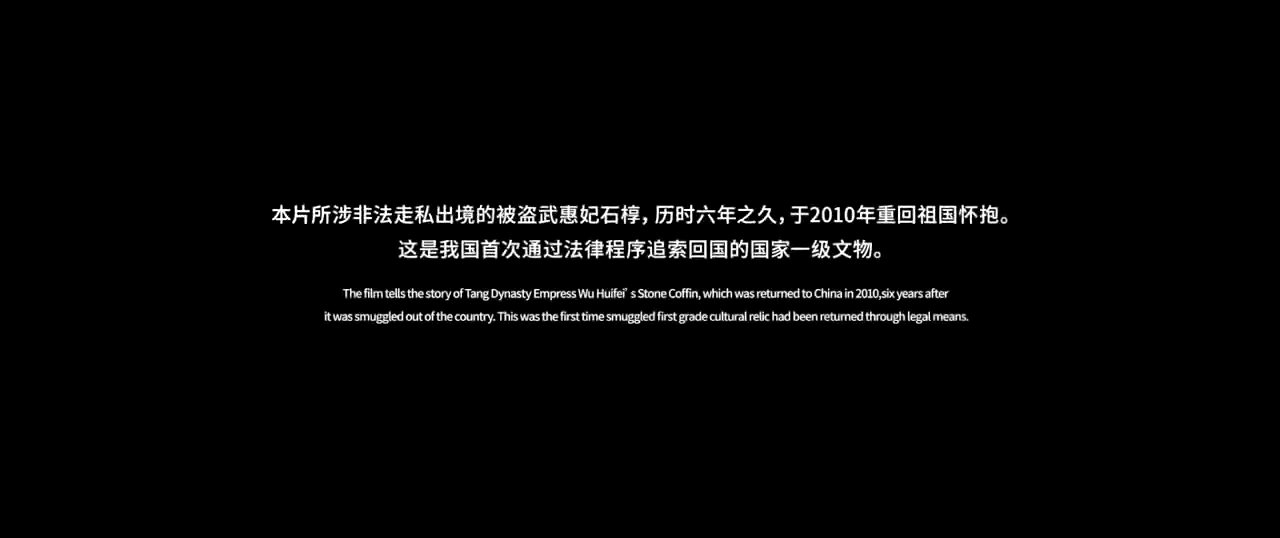 本片所涉非法走私出境的被盗武惠妃石椁，历时六年之久，于2010年重回祖国怀抱。
这是我国首次通过法律程序追索回国的国家一级文物。
The film tells the story of Tang Dynasty Empress Wu Huifei’s Stone Coffin, which was returned to China in 2010,six years after
it was smuggled out of the country. This was the first time smuggled first grade cultural relic had been returned through legal means.